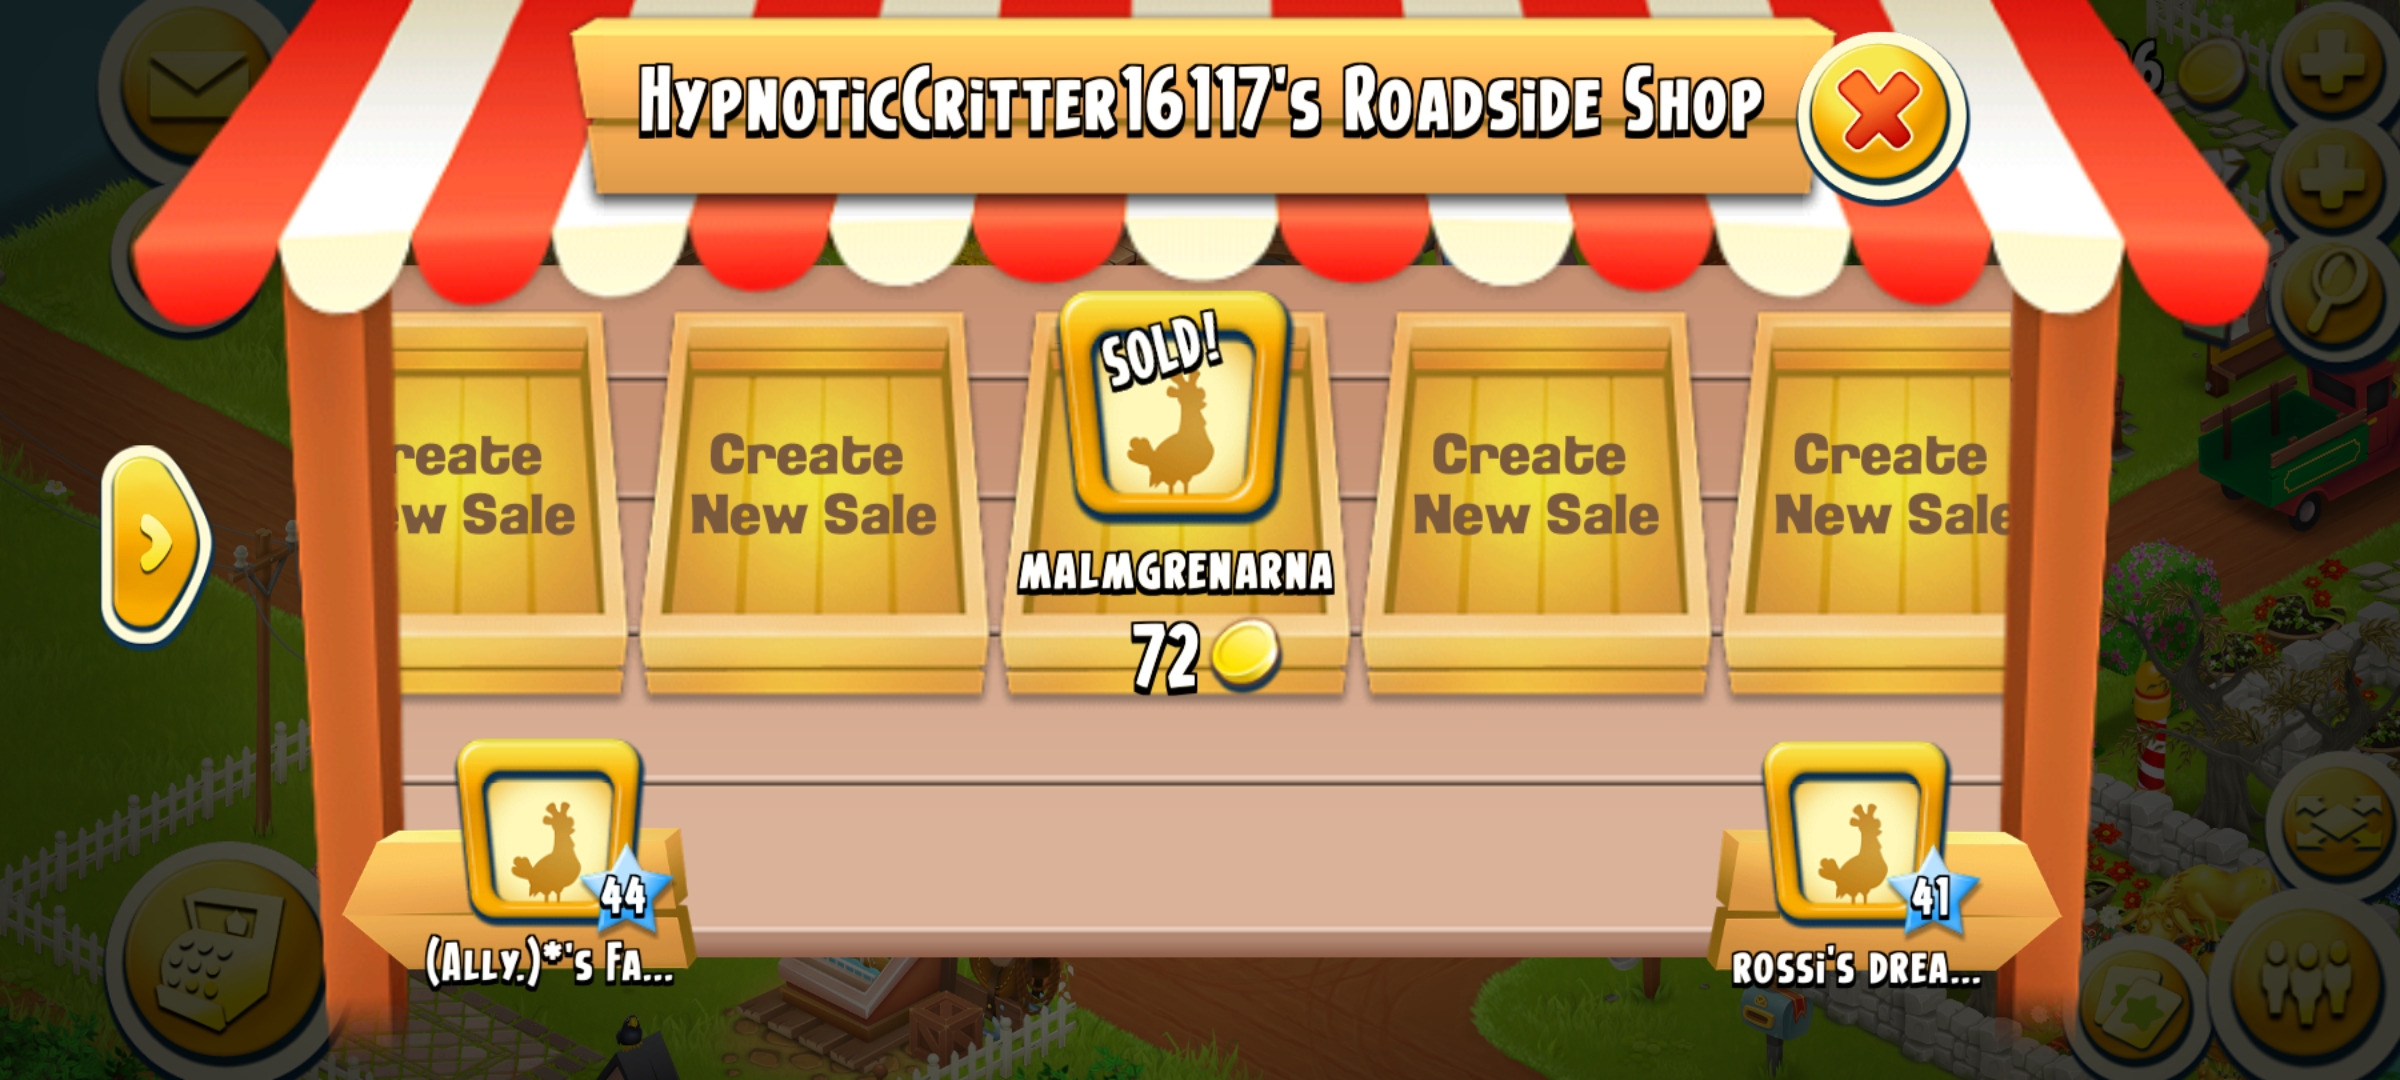 HypnoticCritter16117's Roadside Shop
SOLD!
reate
w Sale
Create
New Sale
MALMGRENARNA
72
Create
New Sale
Create
New Sale
44
(Ally.)*'s Fa...
41
ROSSi'S DREA...